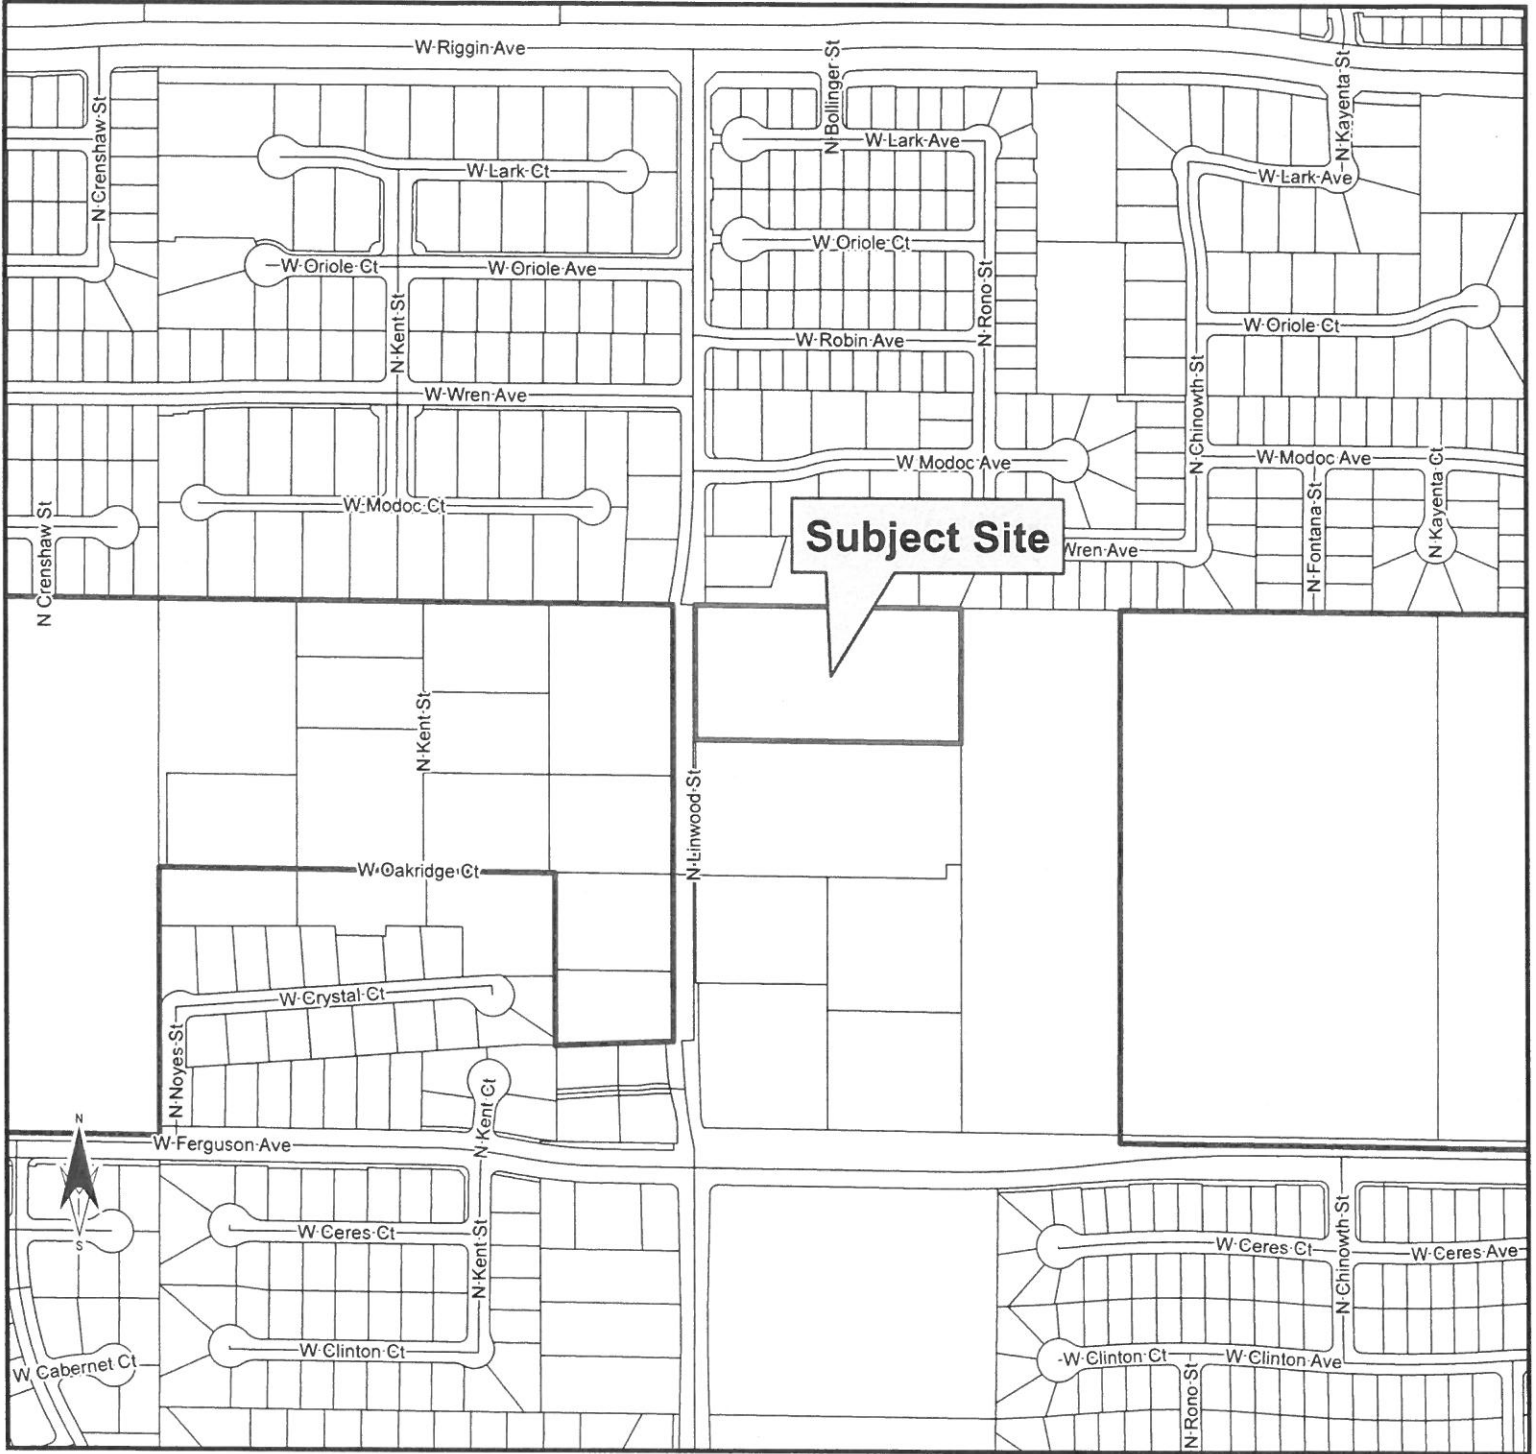 W Riggin Ave
N Bollinger St
N Kayenta St
N Crenshaw St
W Lark Ct
W Lark Ave
W Lark Ave
W Oriole Ct
W Oriole Ave
W Oriole Ct
N Rono St
W Oriole Ct
N Kent St
W Robin Ave
W Wren Ave
N Chinowth St
W Modoc Ave
W Modoc Ave
N Kayenta Ct
W Modoc Ct
N Fontana St
N Crenshaw St
Subject Site
Wren Ave
N Kent St
N Linwood St
W Oakridge Ct
W Crystal Ct
N Noyes St
N Kent Ct
N
W Ferguson Ave
S
W Ceres Ct
N Kent St
W Ceres Ct
N Chinowth St
W Ceres Ave
W Clinton Ct
W Clinton Ct
W Clinton Ave
W Cabernet Ct
N Rono St